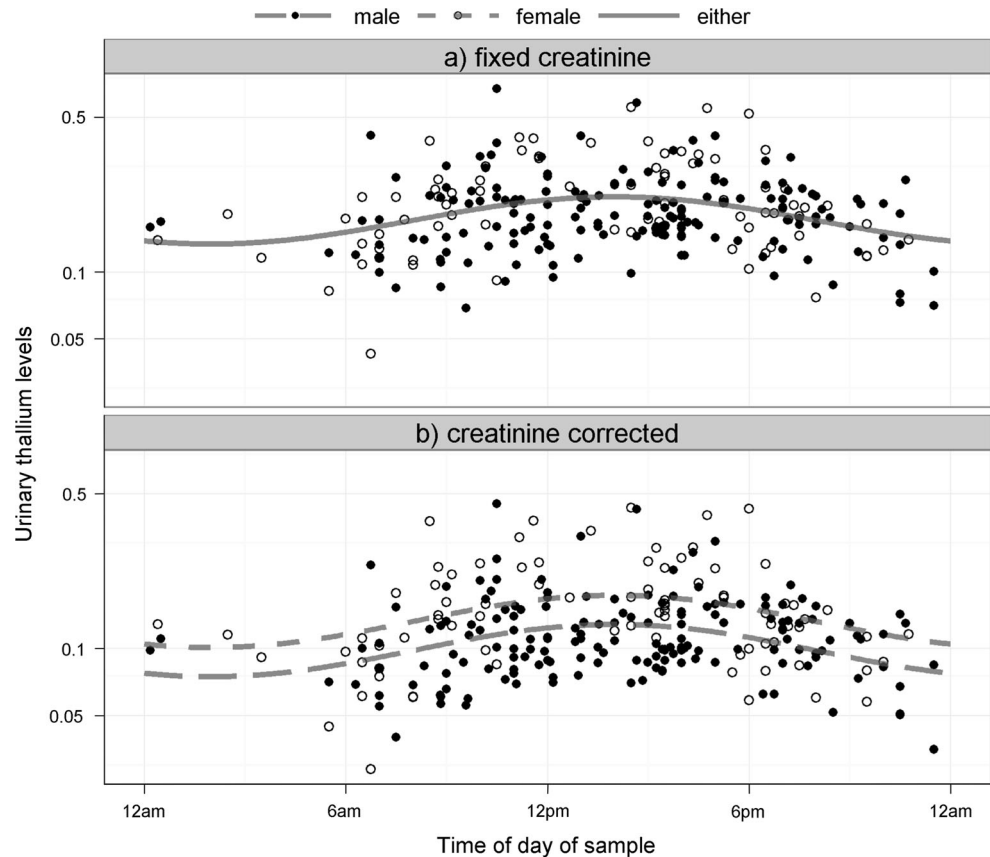 male female either
a) fixed creatinine
0.5
0.1
0.05
b) creatinine corrected
0.5
0.1
0.05
12am 6am 12pm 6pm 12am
Time of day of sample
Urinary thallium levels